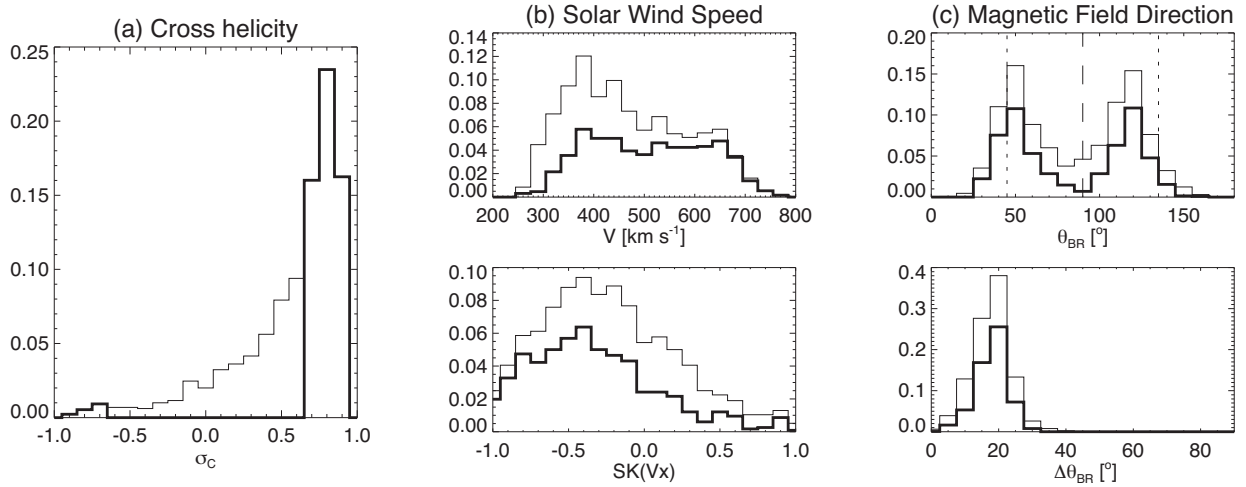 (a) Cross helicity
0.25
0.20
0.15
0.10
0.05
0.00
-1.0 -0.5 0.0 0.5 1.0
σC
(b) Solar Wind Speed
0.14
0.12
0.10
0.08
0.06
0.04
0.02
0.00
200 300 400 500 600 700 800
V [km s⁻¹]
0.10
0.08
0.06
0.04
0.02
0.00
-1.0 -0.5 0.0 0.5 1.0
SK(Vx)
(c) Magnetic Field Direction
0.20
0.15
0.10
0.05
0.00
0 50 100 150
θBR [°]
0.4
0.3
0.2
0.1
0.0
0 20 40 60 80
ΔθBR [°]